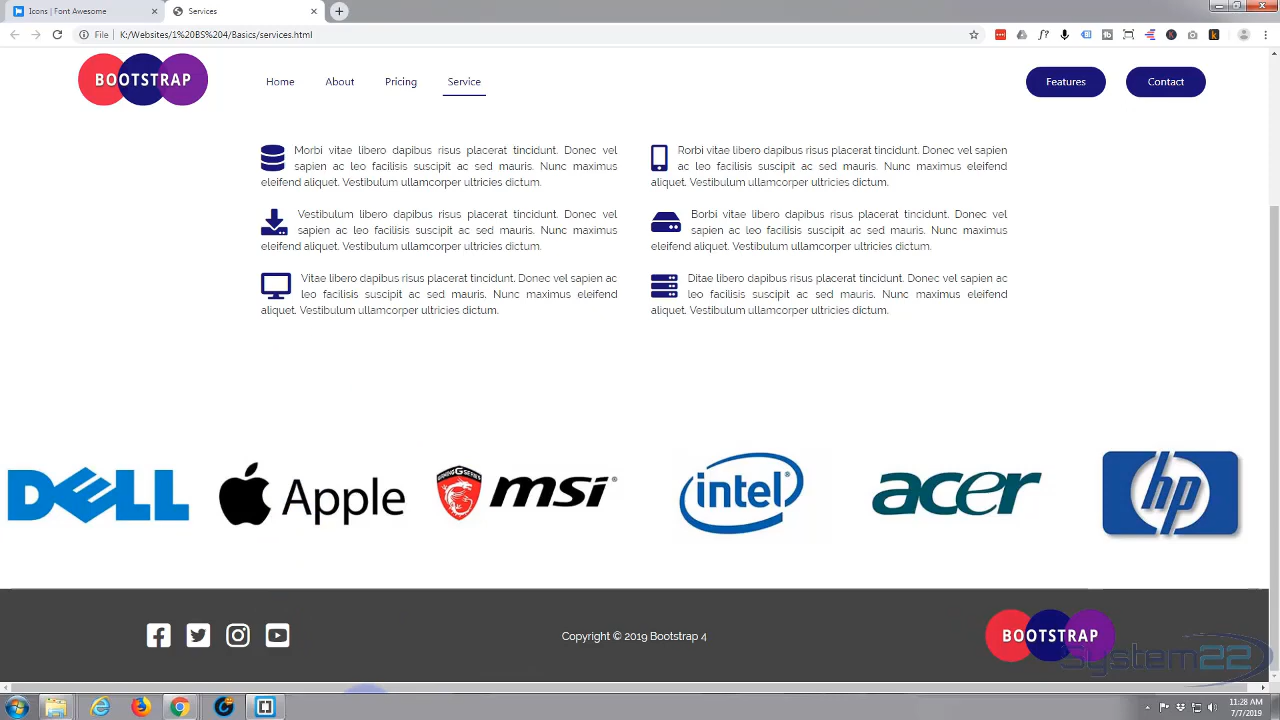 Icons | Font Awesome
Services
File
K:/Websites/1%20BS%204/Basics/services.html
BOOTSTRAP
Home
About
Pricing
Service
Features
Contact
Morbi vitae libero dapibus risus placerat tincidunt. Donec vel
sapien ac leo facilisis suscipit ac sed mauris. Nunc maximus
eleifend aliquet. Vestibulum ullamcorper ultricies dictum.
Rorbi vitae libero dapibus risus placerat tincidunt. Donec vel sapien
ac leo facilisis suscipit ac sed mauris. Nunc maximus eleifend
aliquet. Vestibulum ullamcorper ultricies dictum.
Vestibulum libero dapibus risus placerat tincidunt. Donec vel
sapien ac leo facilisis suscipit ac sed mauris. Nunc maximus
eleifend aliquet. Vestibulum ullamcorper ultricies dictum.
Borbi vitae libero dapibus risus placerat tincidunt. Donec vel
sapien ac leo facilisis suscipit ac sed mauris. Nunc maximus
eleifend aliquet. Vestibulum ullamcorper ultricies dictum.
Vitae libero dapibus risus placerat tincidunt. Donec vel sapien ac
leo facilisis suscipit ac sed mauris. Nunc maximus eleifend
aliquet. Vestibulum ullamcorper ultricies dictum.
Ditae libero dapibus risus placerat tincidunt. Donec vel sapien ac
leo facilisis suscipit ac sed mauris. Nunc maximus eleifend
aliquet. Vestibulum ullamcorper ultricies dictum.
DELL
Apple
GAMING G SERIES
msi®
intel®
acer
hp
Copyright © 2019 Bootstrap 4
BOOTSTRAP
System22
11:28 AM
7/7/2019